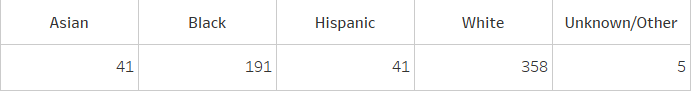 Asian Black Hispanic White Unknown/Other
41 191 41 358 5